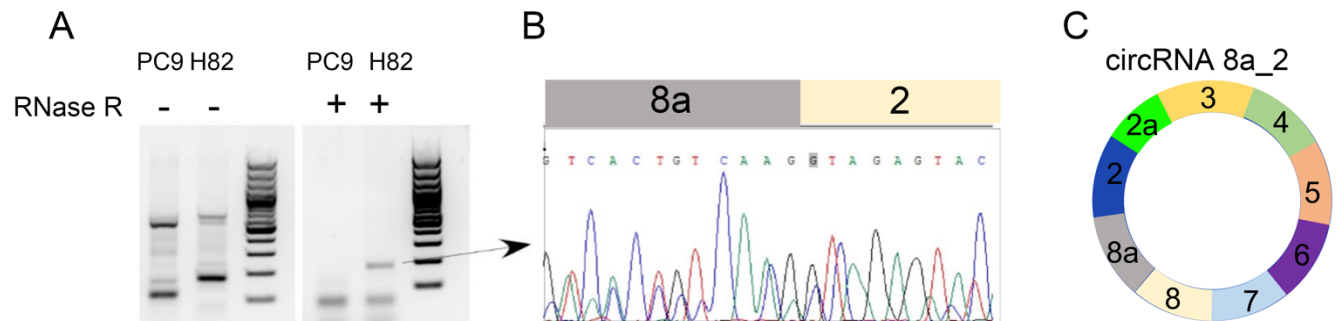 A
PC9 H82
PC9 H82
RNase R - -
+ +
B
8a
2
G T C A C T G T C A A G G T A G A G T A C
C
circRNA 8a_2
3
4
5
6
7
8
8a
2
2a